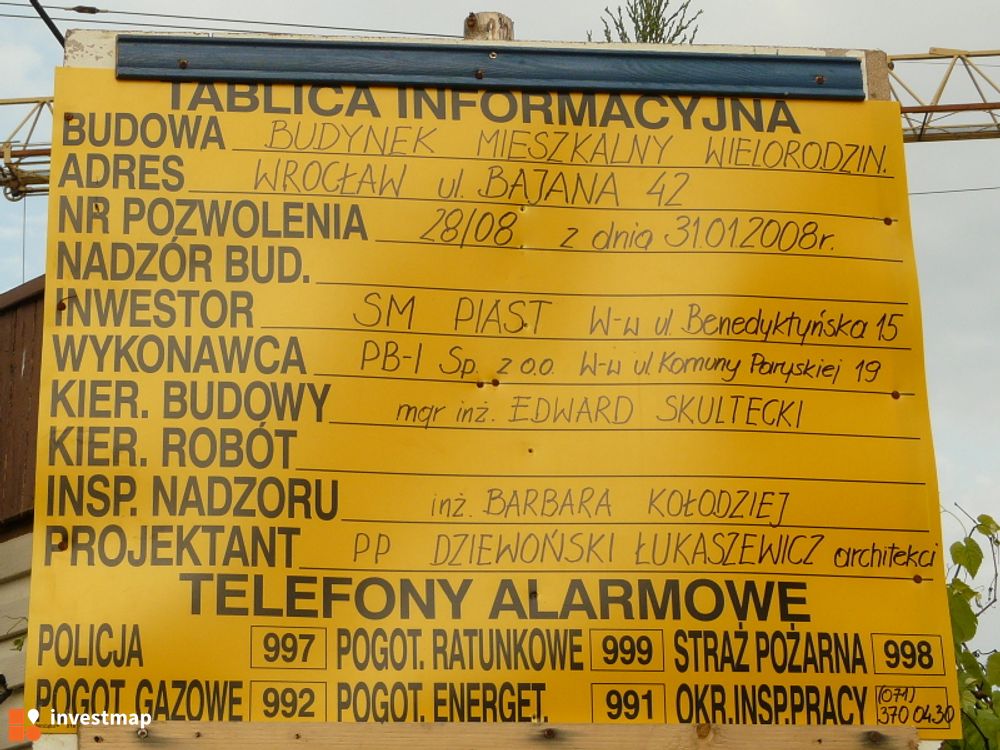 TABLICA INFORMACYJNA
BUDOWA BUDYNEK MIESZKALNY WIELORODZIN.
ADRES WROCŁAW ul. BAJANA 42
NR POZWOLENIA 28/08 z dnia 31.01.2008r.
NADZÓR BUD.
INWESTOR SM PIAST W-w ul. Benedyktyńska 15
WYKONAWCA PB-1 Sp. z o.o. W-w ul. Komuny Paryskiej 19
KIER. BUDOWY mgr inż. EDWARD SKULTECKI
KIER. ROBÓT
INSP. NADZORU inż. BARBARA KOŁODZIEJ
PROJEKTANT PP DZIEWOŃSKI ŁUKASZEWICZ architekci
TELEFONY ALARMOWE
POLICJA 997 POGOT. RATUNKOWE 999 STRAŻ POŻARNA 998
POGOT. GAZOWE 992 POGOT. ENERGET. 991 OKR.INSP.PRACY (071) 370 04.30
investmap